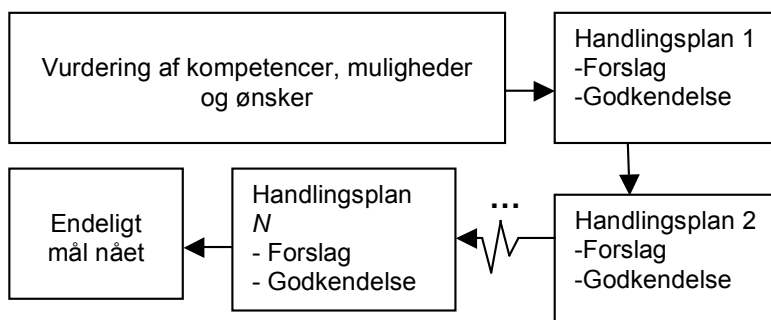 Vurdering af kompetencer, muligheder
og ønsker
Handlingsplan 1
-Forslag
-Godkendelse
Handlingsplan 2
-Forslag
-Godkendelse
...
Handlingsplan
N
- Forslag
- Godkendelse
Endeligt
mål nået